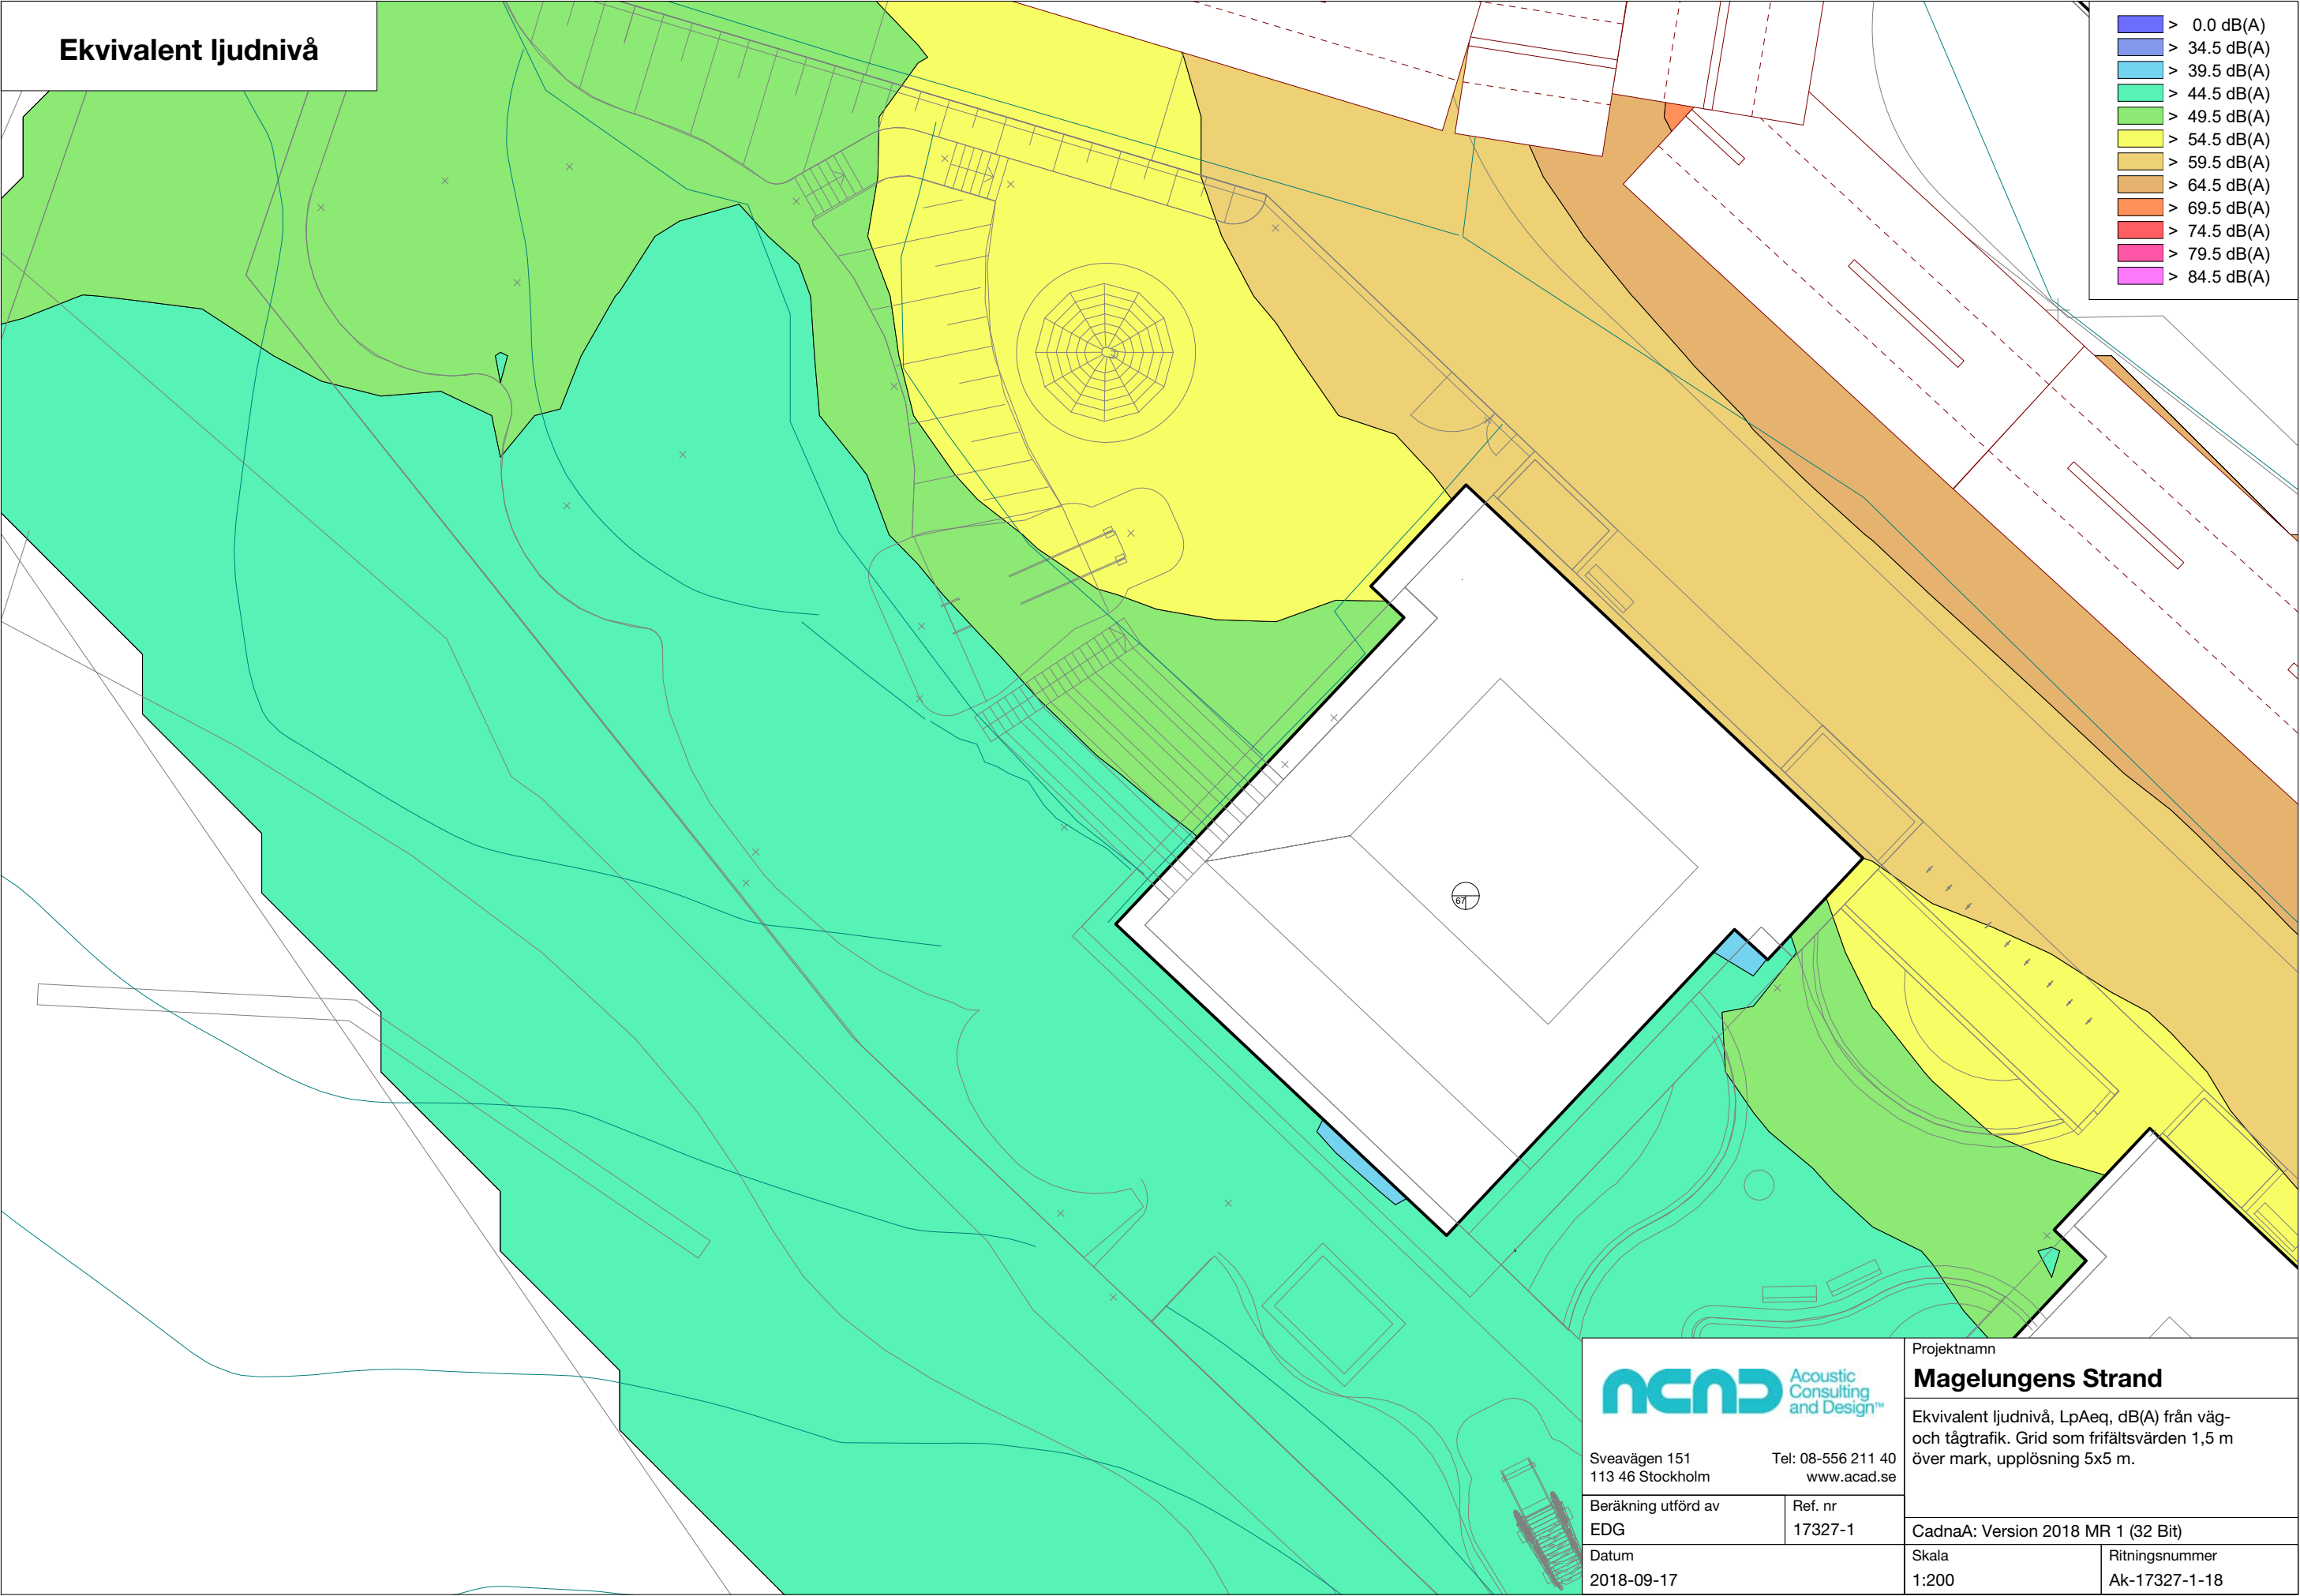 Ekvivalent ljudnivå
> 0.0 dB(A)
> 34.5 dB(A)
> 39.5 dB(A)
> 44.5 dB(A)
> 49.5 dB(A)
> 54.5 dB(A)
> 59.5 dB(A)
> 64.5 dB(A)
> 69.5 dB(A)
> 74.5 dB(A)
> 79.5 dB(A)
> 84.5 dB(A)
67
ACAD
Acoustic
Consulting
and Design™
Sveavägen 151
113 46 Stockholm
Tel: 08-556 211 40
www.acad.se
Beräkning utförd av
EDG
Ref. nr
17327-1
Datum
2018-09-17
Projektnamn
Magelungens Strand
Ekvivalent ljudnivå, LpAeq, dB(A) från väg-
och tågtrafik. Grid som frifältsvärden 1,5 m
över mark, upplösning 5x5 m.
CadnaA: Version 2018 MR 1 (32 Bit)
Skala
1:200
Ritningsnummer
Ak-17327-1-18